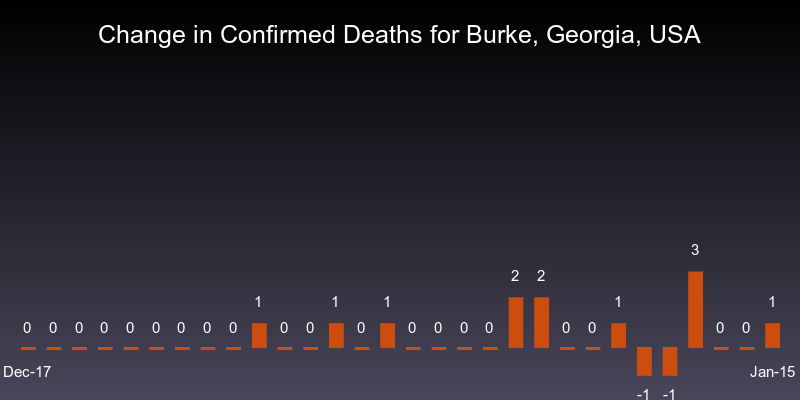 Change in Confirmed Deaths for Burke, Georgia, USA
3
2 2
1 1 1 1 1
0 0 0 0 0 0 0 0 0 0 0 0 0 0 0 0 0 0 0 0 0
Dec-17 Jan-15
-1 -1